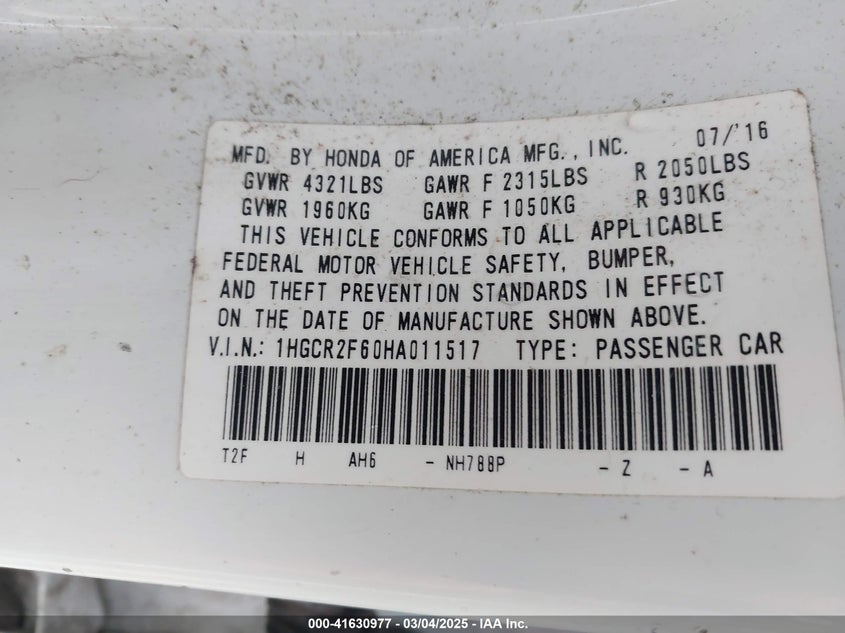 MFD. BY HONDA OF AMERICA MFG., INC. 07/'16
GVWR 4321LBS GAWR F 2315LBS R 2050LBS
GVWR 1960KG GAWR F 1050KG R 930KG
THIS VEHICLE CONFORMS TO ALL APPLICABLE
FEDERAL MOTOR VEHICLE SAFETY, BUMPER,
AND THEFT PREVENTION STANDARDS IN EFFECT
ON THE DATE OF MANUFACTURE SHOWN ABOVE.
V.I.N.: 1HGCR2F60HA011517 TYPE: PASSENGER CAR
T2F H AH6 - NH788P - Z - A
000-41630977 - 03/04/2025 - IAA Inc.